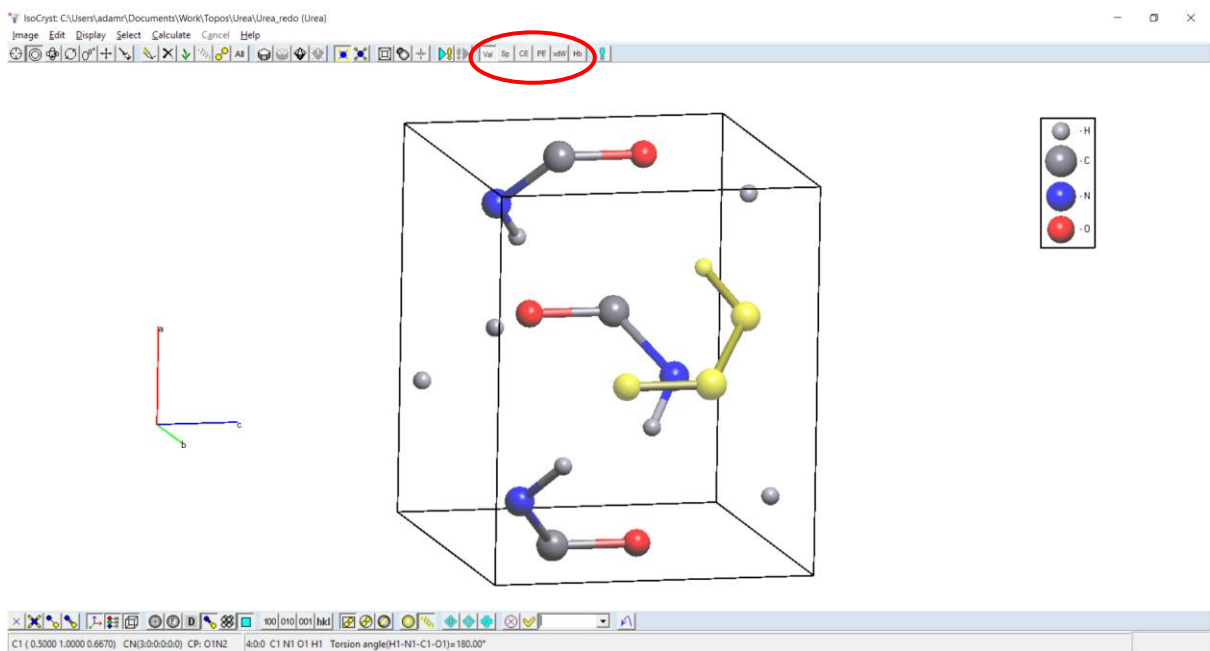 IsoCryst: C:\Users\adamr\Documents\Work\Topos\Urea\Urea_redo (Urea)
Image Edit Display Select Calculate Cancel Help
All Val Sp CE PE vdW Hb
- H
- C
- N
- O
a
c
b
D 100 010 001 hkl
C1 ( 0.5000 1.0000 0.6670) CN(3:0:0:0:0:0) CP: O1N2 4:0:0 C1 N1 O1 H1 Torsion angle(H1-N1-C1-O1)= 180.00°